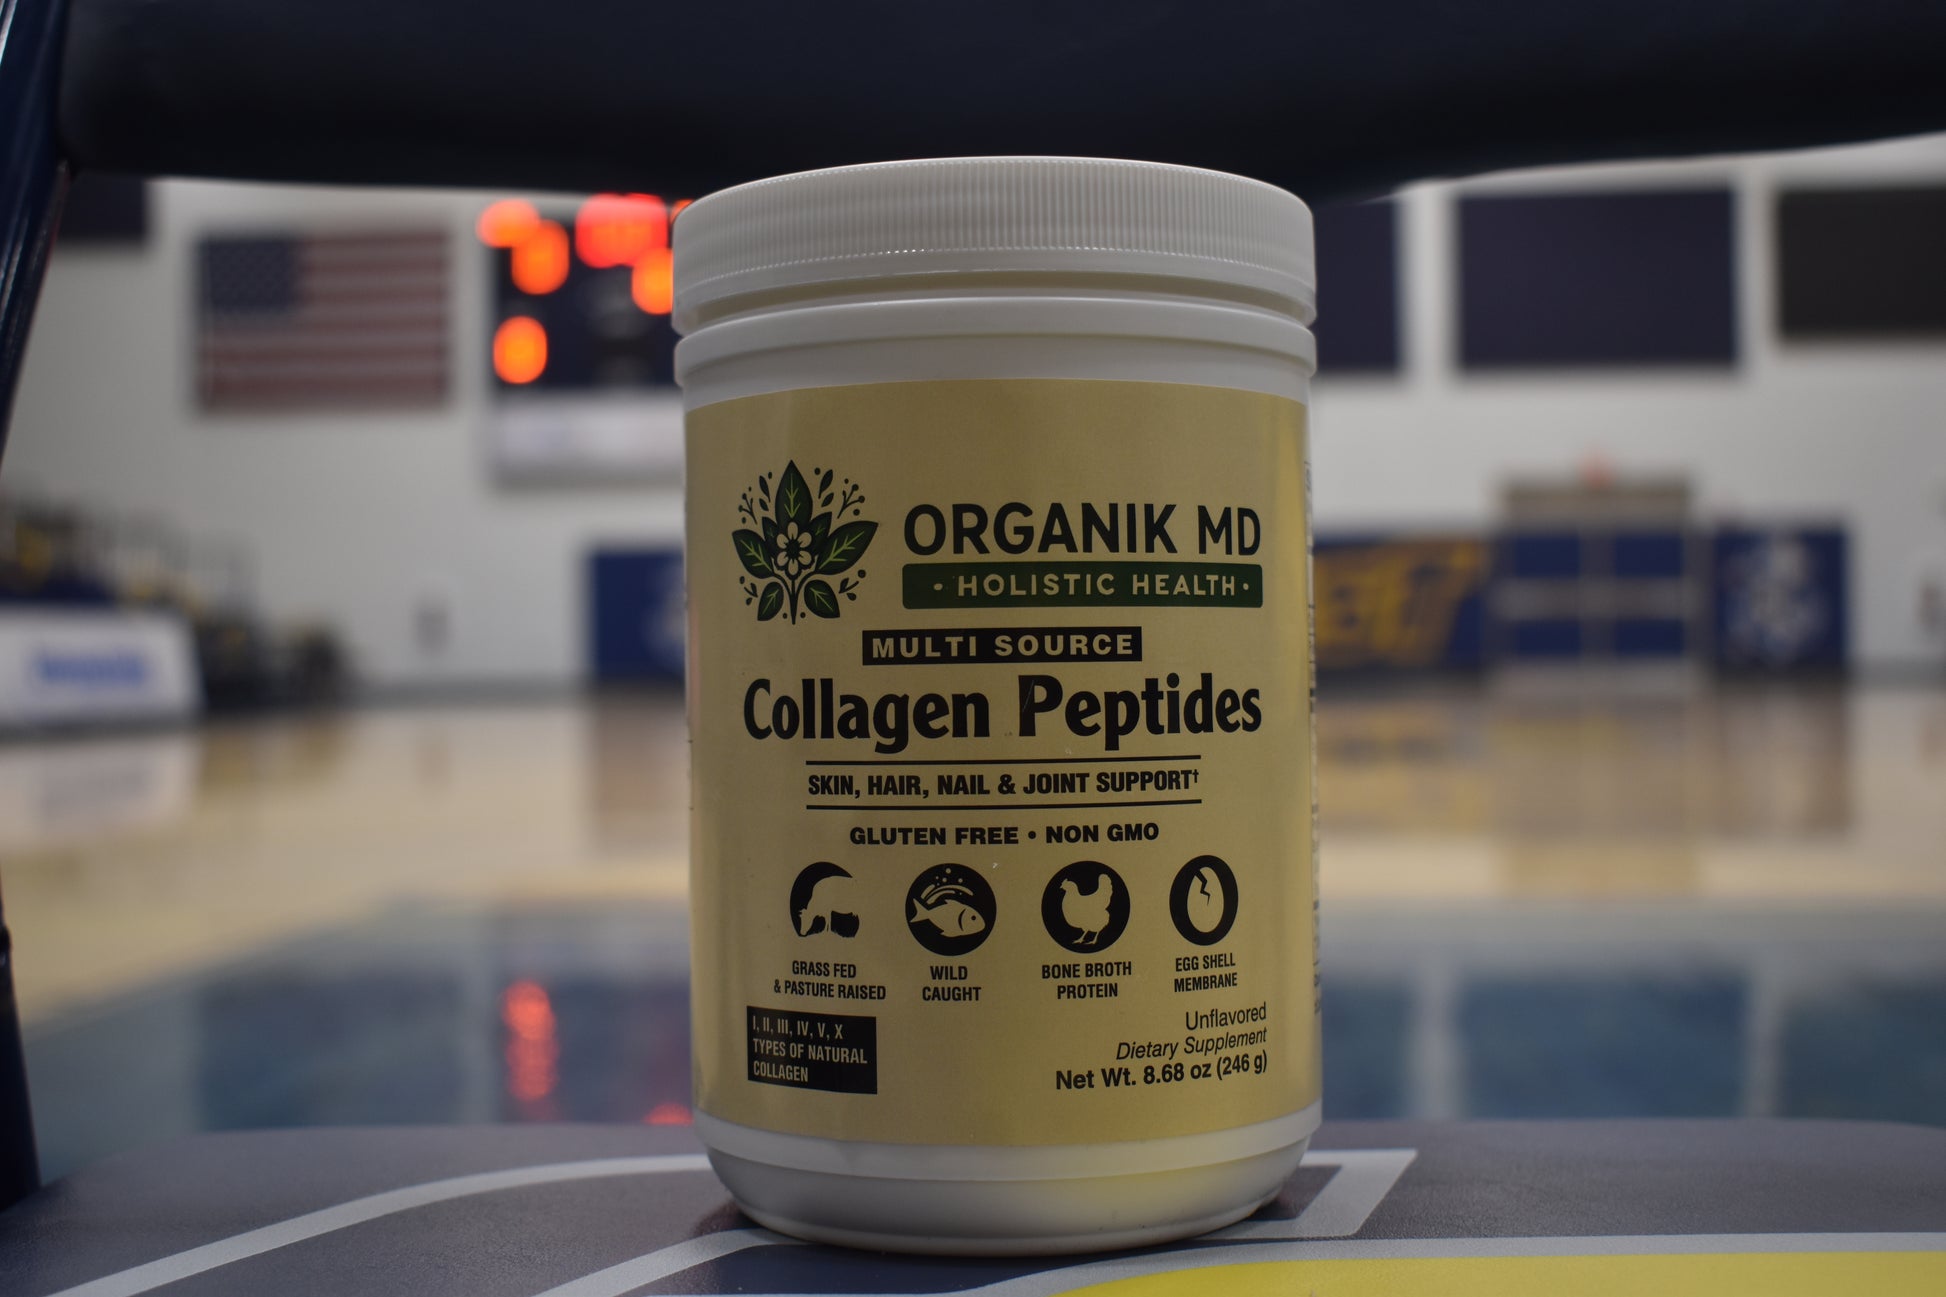 ORGANIK MD
• HOLISTIC HEALTH •
MULTI SOURCE
Collagen Peptides
SKIN, HAIR, NAIL & JOINT SUPPORT†
GLUTEN FREE • NON GMO
GRASS FED
& PASTURE RAISED
WILD
CAUGHT
BONE BROTH
PROTEIN
EGG SHELL
MEMBRANE
I, II, III, IV, V, X
TYPES OF NATURAL
COLLAGEN
Unflavored
Dietary Supplement
Net Wt. 8.68 oz (246 g)